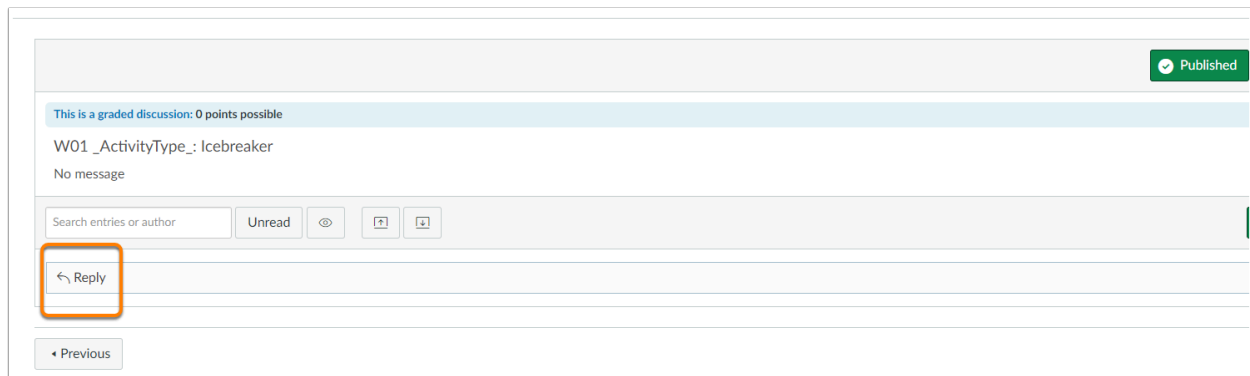 Published
This is a graded discussion: 0 points possible
W01 _ActivityType_: Icebreaker
No message
Search entries or author Unread
Reply
Previous